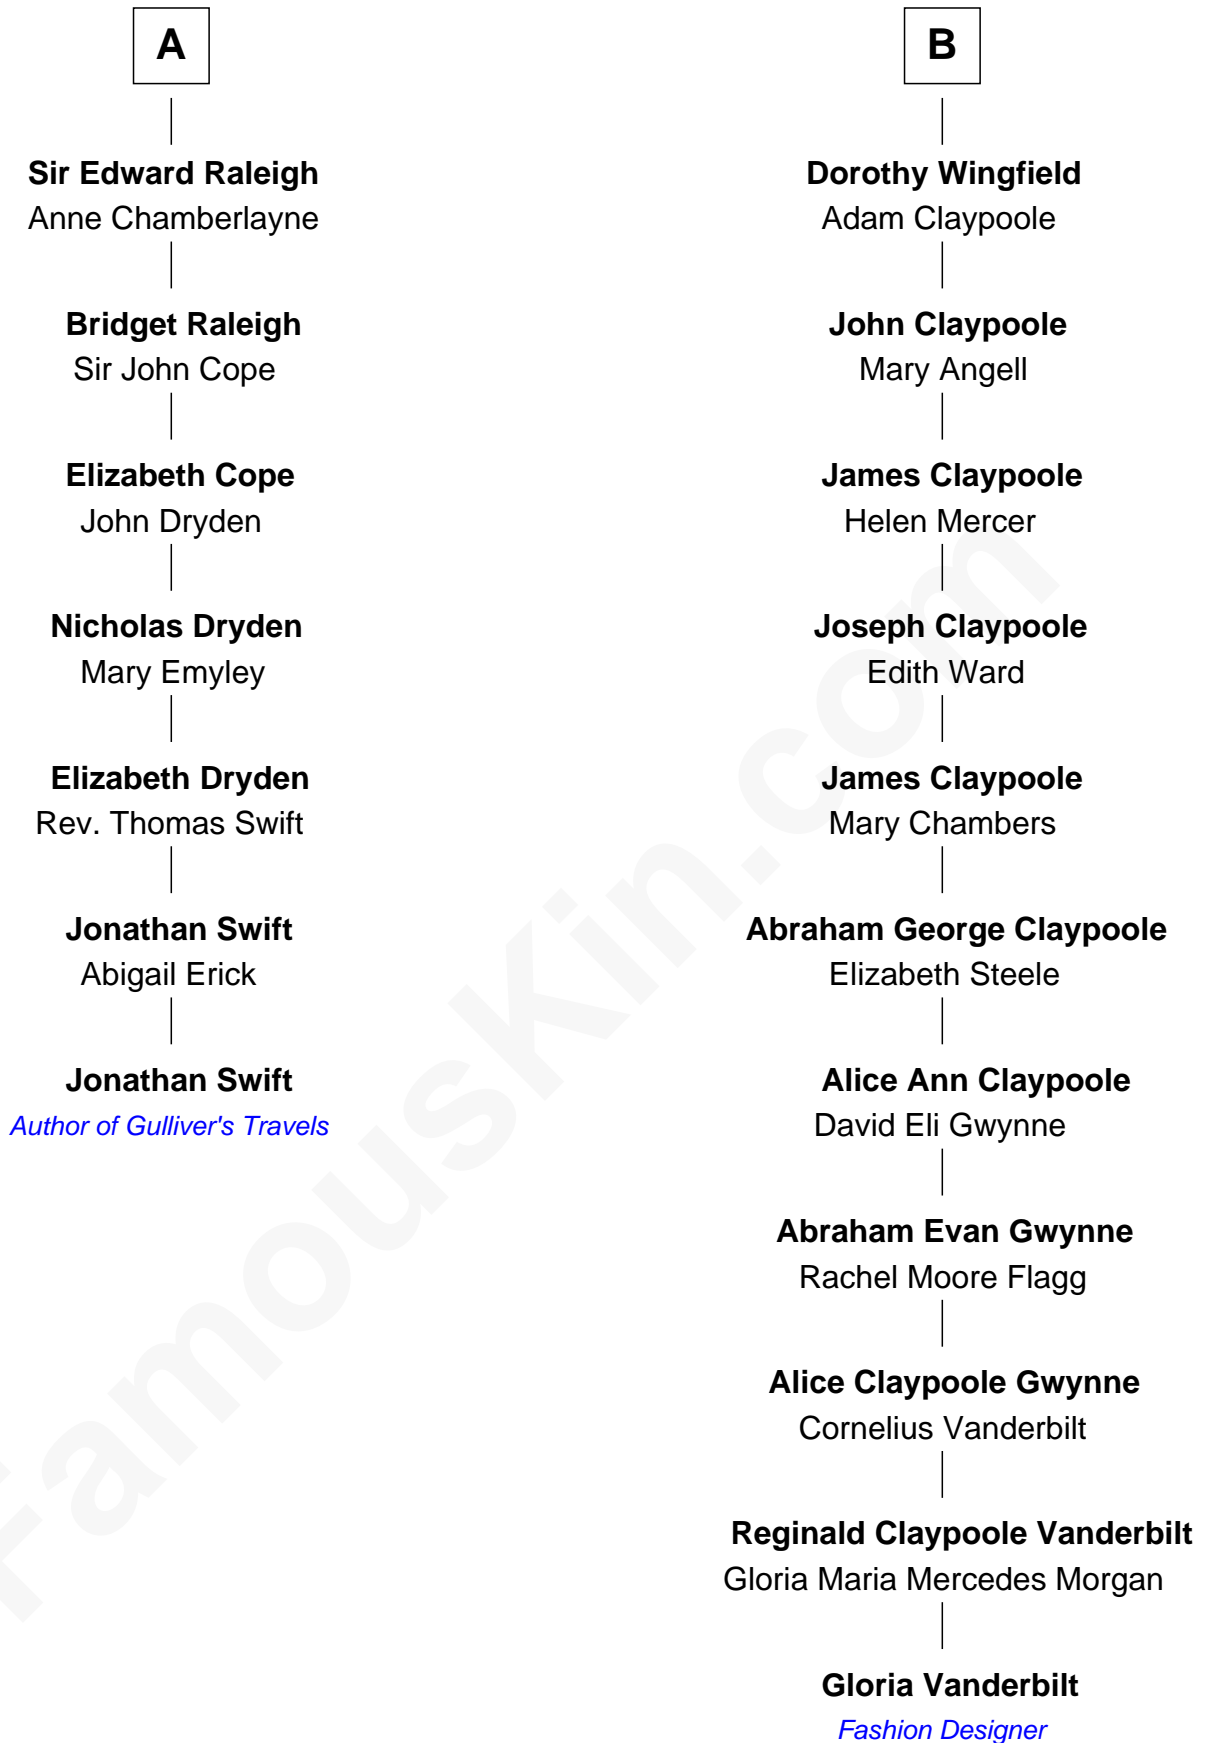 A
Sir Edward Raleigh
Anne Chamberlayne
Bridget Raleigh
Sir John Cope
Elizabeth Cope
John Dryden
Nicholas Dryden
Mary Emyley
Elizabeth Dryden
Rev. Thomas Swift
Jonathan Swift
Abigail Erick
Jonathan Swift
Author of Gulliver's Travels
B
Dorothy Wingfield
Adam Claypoole
John Claypoole
Mary Angell
James Claypoole
Helen Mercer
Joseph Claypoole
Edith Ward
James Claypoole
Mary Chambers
Abraham George Claypoole
Elizabeth Steele
Alice Ann Claypoole
David Eli Gwynne
Abraham Evan Gwynne
Rachel Moore Flagg
Alice Claypoole Gwynne
Cornelius Vanderbilt
Reginald Claypoole Vanderbilt
Gloria Maria Mercedes Morgan
Gloria Vanderbilt
Fashion Designer
FamousKin.com